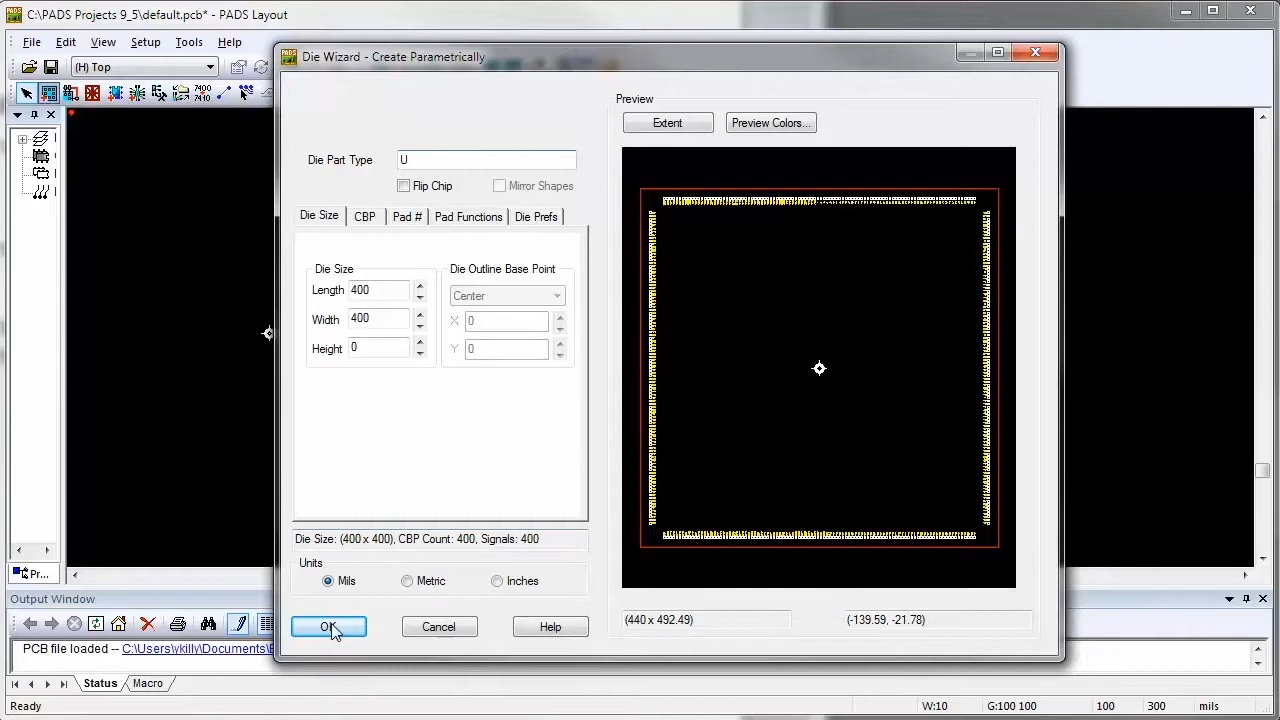 C:\PADS Projects 9_5\default.pcb* - PADS Layout
File Edit View Setup Tools Help
(H) Top
Die Wizard - Create Parametrically
Die Part Type U
Flip Chip Mirror Shapes
Die Size CBP Pad # Pad Functions Die Prefs
Die Size
Length 400
Width 400
Height 0
Die Outline Base Point
Center
X 0
Y 0
Die Size: (400 x 400), CBP Count: 400, Signals: 400
Units
Mils Metric Inches
OK Cancel Help
Preview
Extent Preview Colors...
(440 x 492.49) (-139.59, -21.78)
Pr...
Output Window
PCB file loaded -- C:\Users\ykilly\Documents\
Status Macro
Ready W:10 G:100 100 100 300 mils